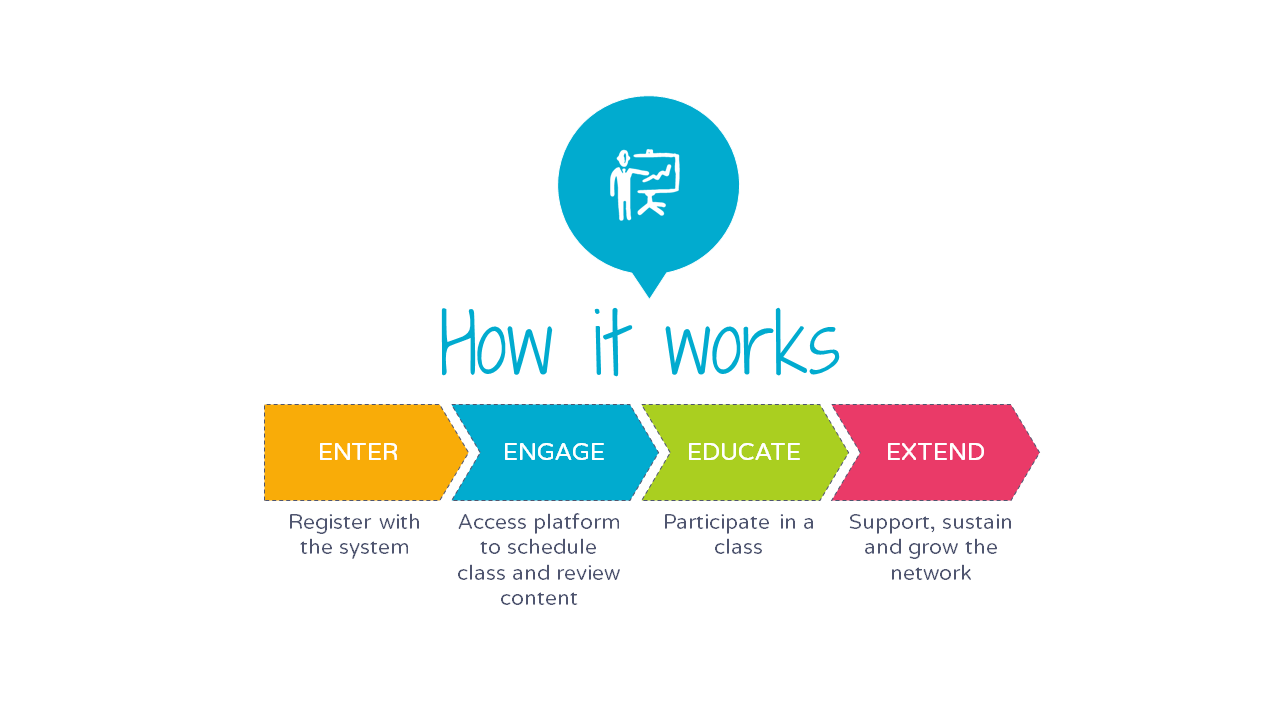 How it works
ENTER
ENGAGE
EDUCATE
EXTEND
Register with
the system
Access platform
to schedule
class and review
content
Participate in a
class
Support, sustain
and grow the
network